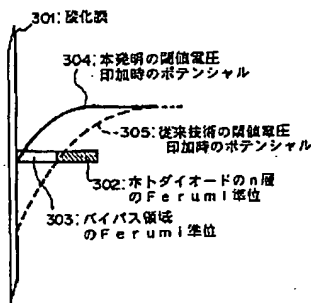 301:酸化膜
304:本発明の閾値電圧
印加時のポテンシャル
305:従来技術の閾値電圧
印加時のポテンシャル
302:ホトダイオードのn層
のFerumi準位
303:バイパス領域
のFerumi準位